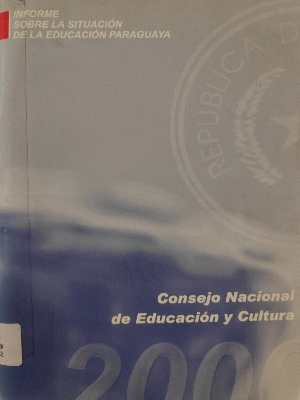 INFORME
SOBRE LA SITUACIÓN
DE LA EDUCACIÓN PARAGUAYA
REPUBLICA
Consejo Nacional
de Educación y Cultura